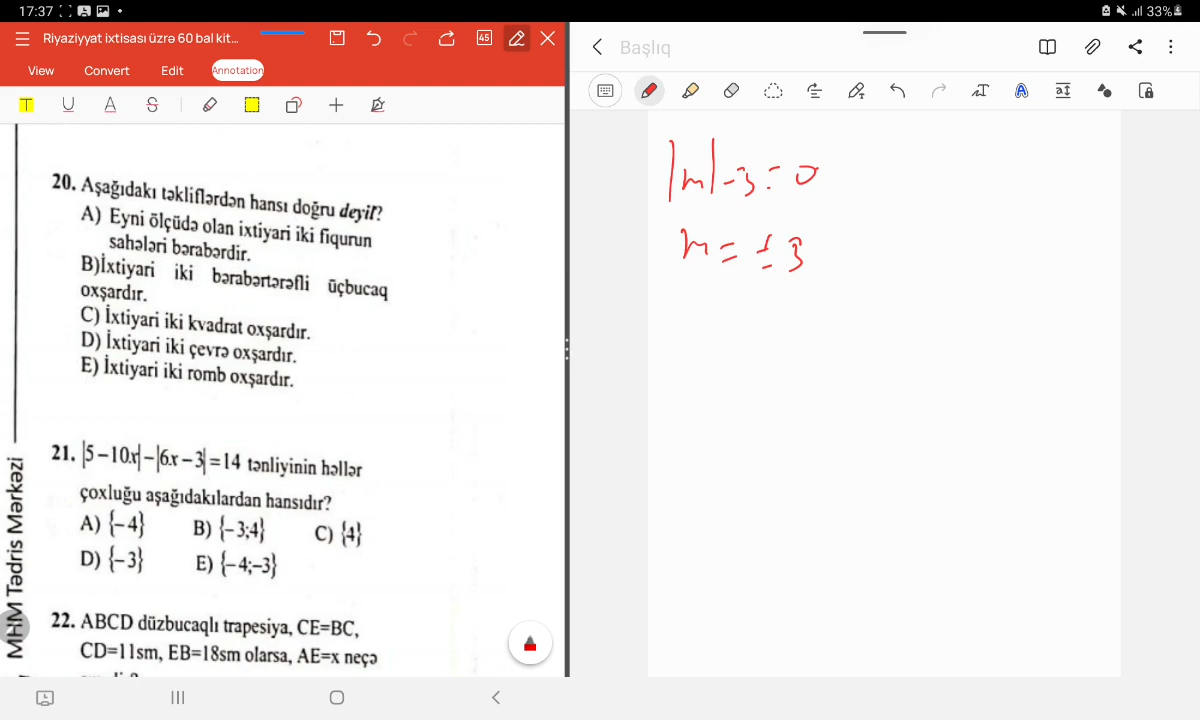 17:37
33%
Riyaziyyat ixtisası üzrə 60 bal kit...
45
View Convert Edit Annotation
T U A S
Başlıq
MHM Tədris Mərkəzi
20. Aşağıdakı təkliflərdən hansı doğru deyil?
A) Eyni ölçüdə olan ixtiyari iki fiqurun
sahələri bərabərdir.
B)İxtiyari iki bərabərtərəfli üçbucaq
oxşardır.
C) İxtiyari iki kvadrat oxşardır.
D) İxtiyari iki çevrə oxşardır.
E) İxtiyari iki romb oxşardır.
21. |5−10x|−|6x−3|=14 tənliyinin həllər
çoxluğu aşağıdakılardan hansıdır?
A) {−4} B) {−3;4} C) {4}
D) {−3} E) {−4;−3}
22. ABCD düzbucaqlı trapesiya, CE=BC,
CD=11sm, EB=18sm olarsa, AE=x neçə
|m|-3=0
m=±3